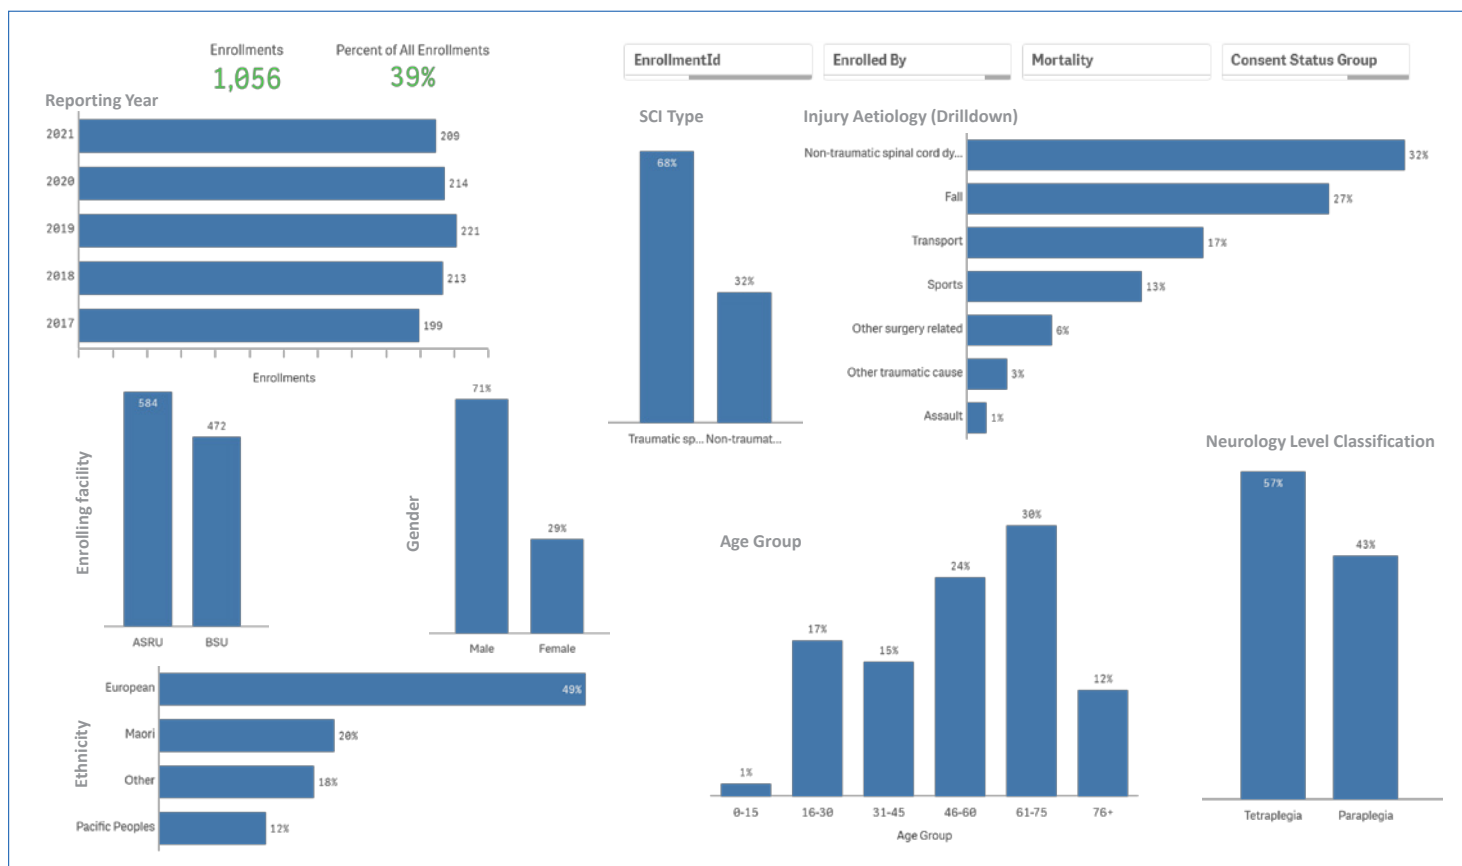 Enrollments
1,056
Percent of All Enrollments
39%
EnrollmentId
Enrolled By
Mortality
Consent Status Group
Reporting Year
2021
209
2020
214
2019
221
2018
213
2017
199
Enrollments
SCI Type
68%
32%
Traumatic sp...
Non-traumat...
Injury Aetiology (Drilldown)
Non-traumatic spinal cord dy...
32%
Fall
27%
Transport
17%
Sports
13%
Other surgery related
6%
Other traumatic cause
3%
Assault
1%
Enrolling facility
584
472
ASRU
BSU
Gender
71%
29%
Male
Female
Neurology Level Classification
57%
43%
Tetraplegia
Paraplegia
Age Group
1%
17%
15%
24%
30%
12%
0-15
16-30
31-45
46-60
61-75
76+
Age Group
Ethnicity
European
49%
Maori
20%
Other
18%
Pacific Peoples
12%